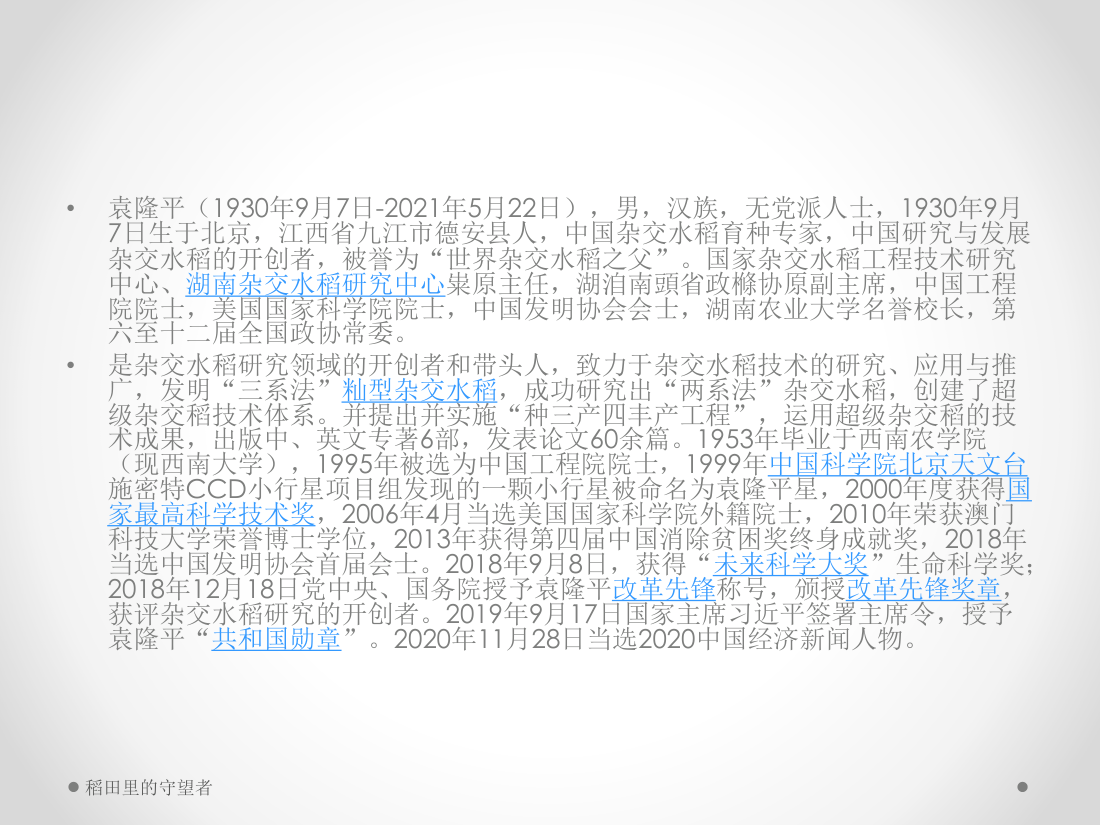 • 袁隆平（1930年9月7日-2021年5月22日），男，汉族，无党派人士，1930年9月
7日生于北京，江西省九江市德安县人，中国杂交水稻育种专家，中国研究与发展
杂交水稻的开创者，被誉为“世界杂交水稻之父”。国家杂交水稻工程技术研究
中心、湖南杂交水稻研究中心原主任，湖南省政协原副主席，中国工程
院院士，美国国家科学院院士，中国发明协会会士，湖南农业大学名誉校长，第
六至十二届全国政协常委。
• 是杂交水稻研究领域的开创者和带头人，致力于杂交水稻技术的研究、应用与推
广，发明“三系法”籼型杂交水稻，成功研究出“两系法”杂交水稻，创建了超
级杂交稻技术体系。并提出并实施“种三产四丰产工程”，运用超级杂交稻的技
术成果，出版中、英文专著6部，发表论文60余篇。1953年毕业于西南农学院
（现西南大学），1995年被选为中国工程院院士，1999年中国科学院北京天文台
施密特CCD小行星项目组发现的一颗小行星被命名为袁隆平星，2000年度获得国
家最高科学技术奖，2006年4月当选美国国家科学院外籍院士，2010年荣获澳门
科技大学荣誉博士学位，2013年获得第四届中国消除贫困奖终身成就奖，2018年
当选中国发明协会首届会士。2018年9月8日，获得“未来科学大奖”生命科学奖；
2018年12月18日党中央、国务院授予袁隆平改革先锋称号，颁授改革先锋奖章，
获评杂交水稻研究的开创者。2019年9月17日国家主席习近平签署主席令，授予
袁隆平“共和国勋章”。2020年11月28日当选2020中国经济新闻人物。
稻田里的守望者